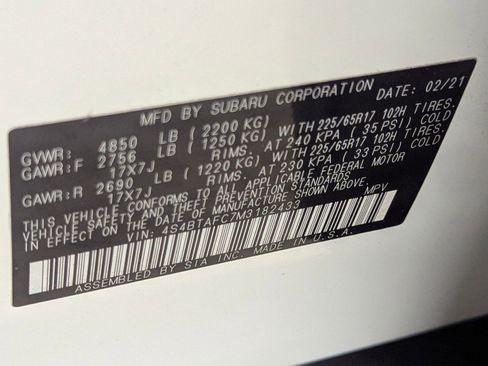 MFD BY SUBARU CORPORATION DATE: 02/21
GVWR: 4850 LB (2200 KG)
GAWR:F 2756 LB (1250 KG) WITH 225/65R17 102H TIRES.
17X7J RIMS. AT 240 KPA (35 PSI) COLD
GAWR:R 2690 LB (1220 KG) WITH 225/65R17 102H TIRES.
17X7J RIMS. AT 230 KPA (33 PSI) COLD
THIS VEHICLE CONFORMS TO ALL APPLICABLE FEDERAL MOTOR
VEHICLE SAFETY, BUMPER, AND THEFT PREVENTION STANDARDS
IN EFFECT ON THE DATE OF MANUFACTURE SHOWN ABOVE.
VIN: 4S4BTAFC7M3182433 MPV
ASSEMBLED BY SIA INC. MADE IN U.S.A.